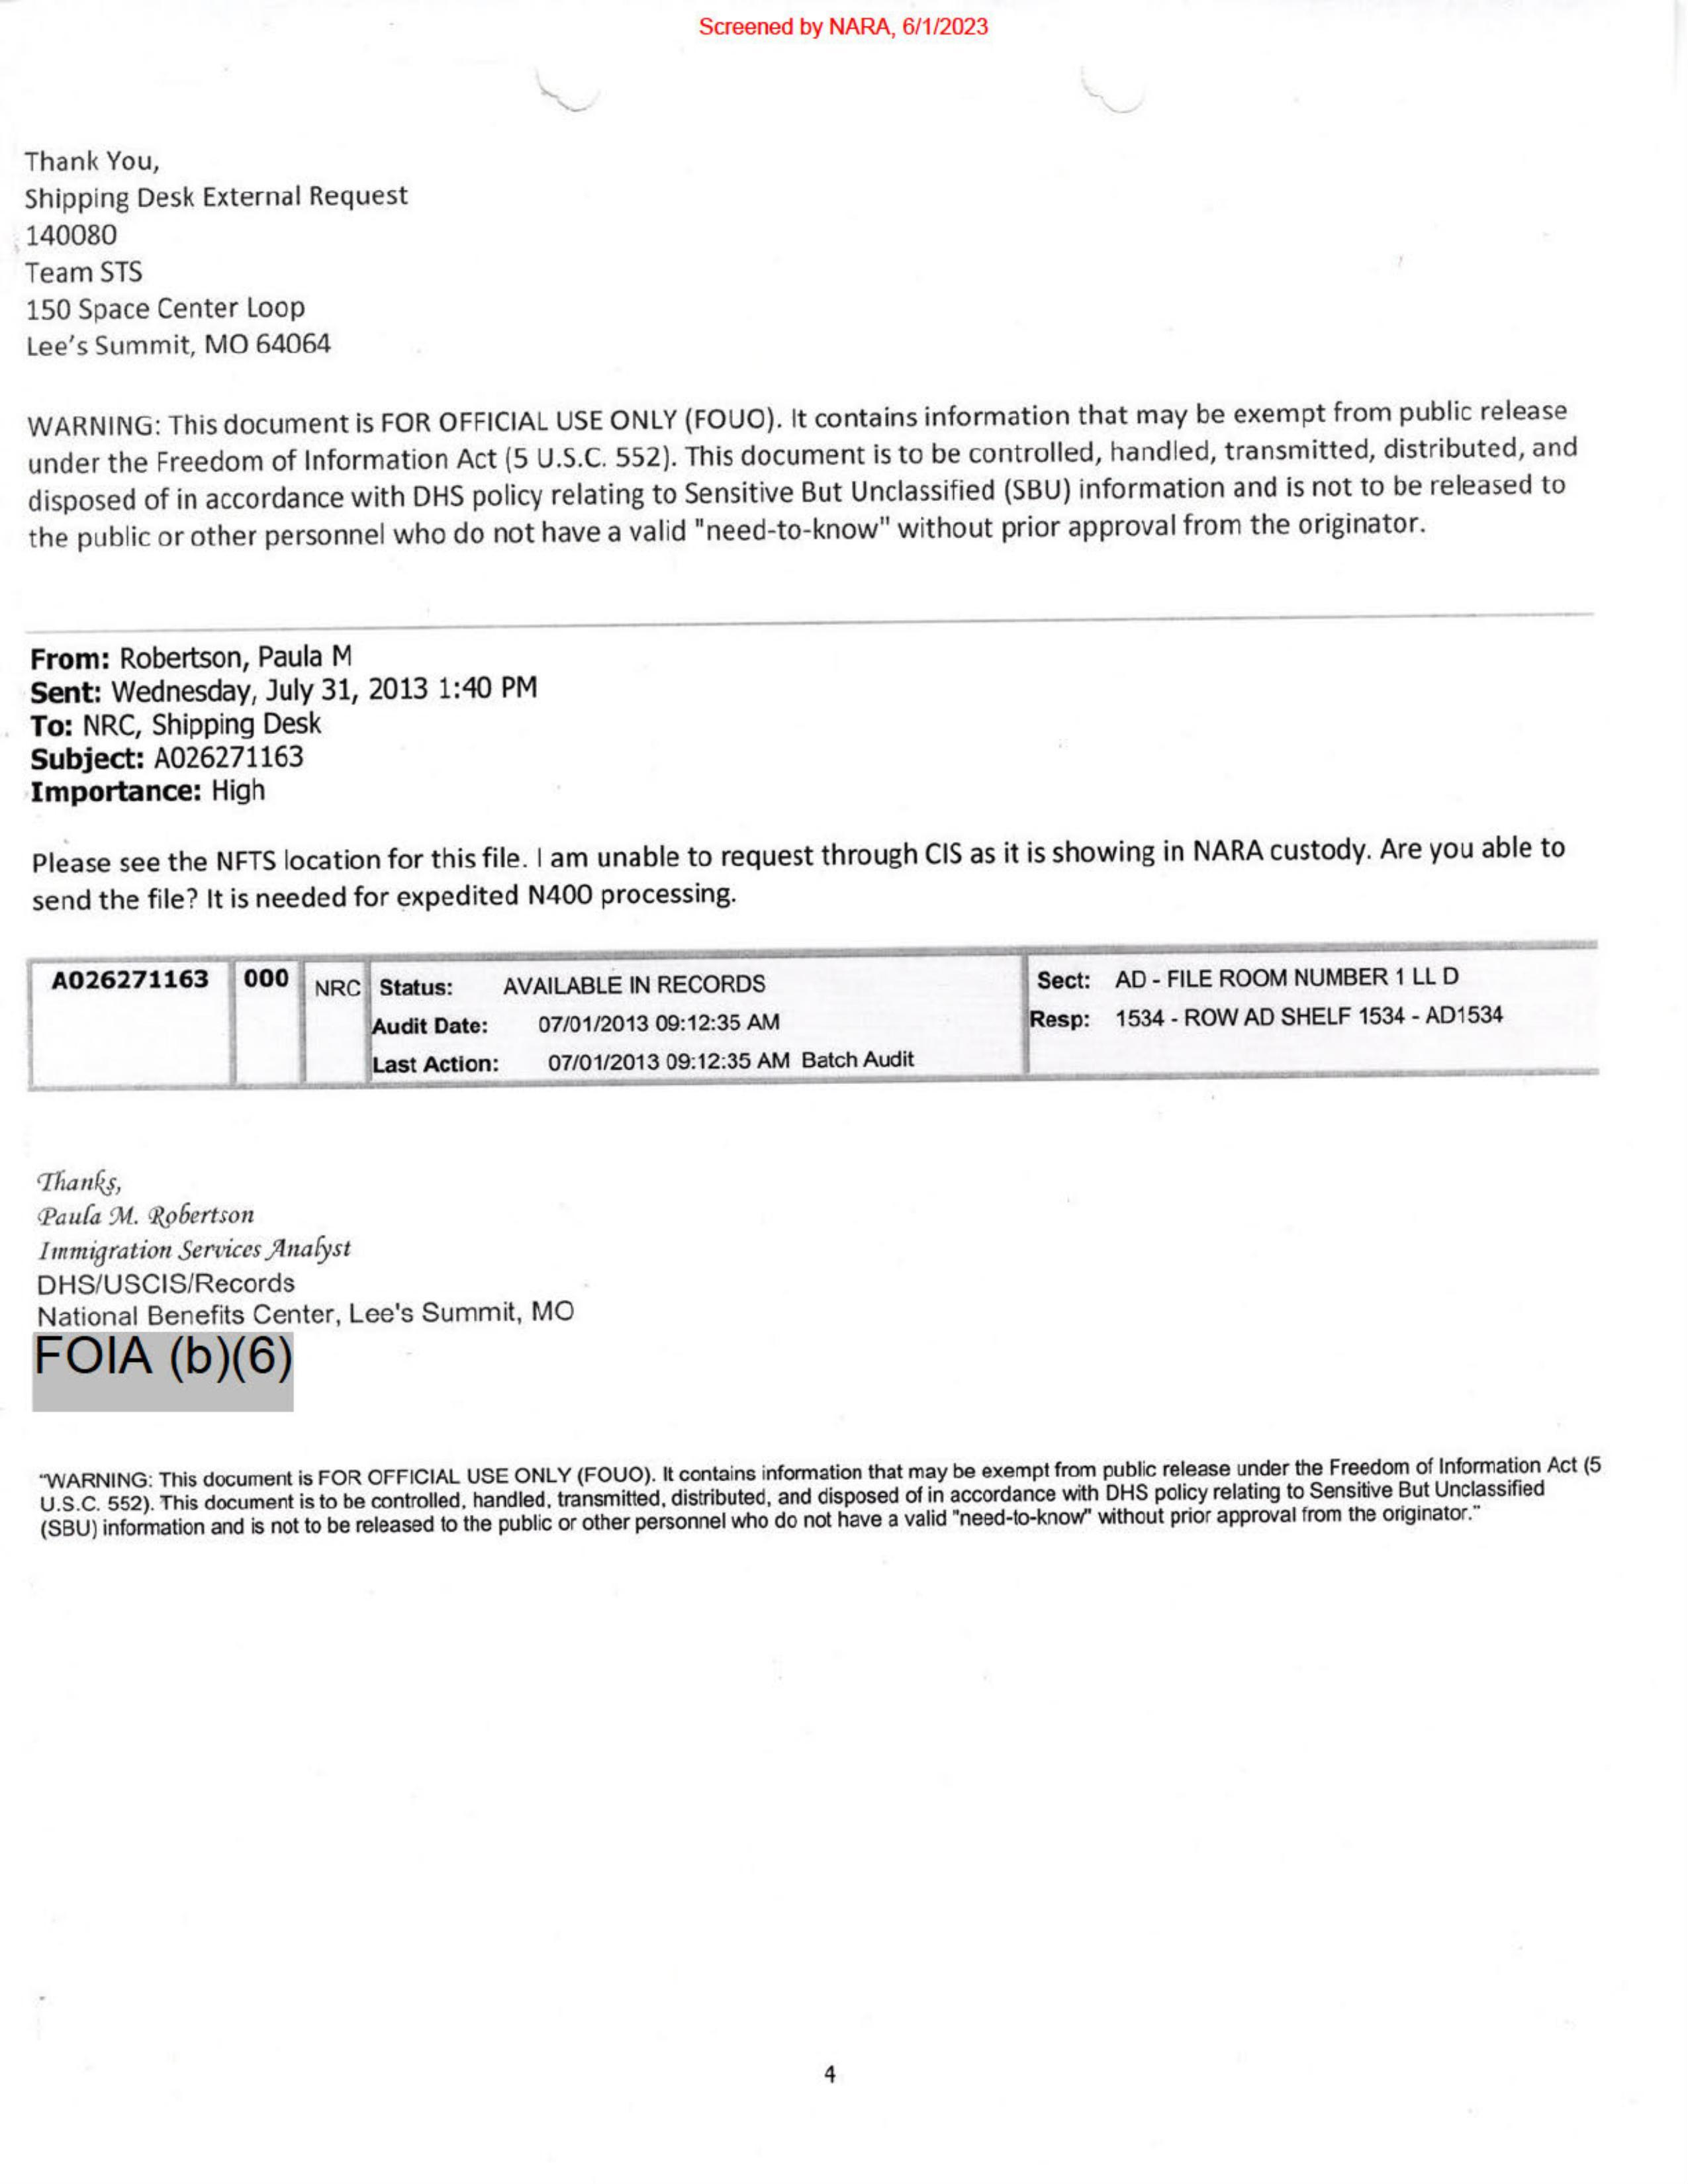 Screened by NARA, 6/1/2023
Thank You,
Shipping Desk External Request
140080
Team STS
150 Space Center Loop
Lee's Summit, MO 64064
WARNING: This document is FOR OFFICIAL USE ONLY (FOUO). It contains information that may be exempt from public release
under the Freedom of Information Act (5 U.S.C. 552). This document is to be controlled, handled, transmitted, distributed, and
disposed of in accordance with DHS policy relating to Sensitive But Unclassified (SBU) information and is not to be released to
the public or other personnel who do not have a valid "need-to-know" without prior approval from the originator.
From: Robertson, Paula M
Sent: Wednesday, July 31, 2013 1:40 PM
To: NRC, Shipping Desk
Subject: A026271163
Importance: High
Please see the NFTS location for this file. I am unable to request through CIS as it is showing in NARA custody. Are you able to
send the file? It is needed for expedited N400 processing.
A026271163 000 NRC Status: AVAILABLE IN RECORDS Sect: AD - FILE ROOM NUMBER 1 LL D
Audit Date: 07/01/2013 09:12:35 AM Resp: 1534 - ROW AD SHELF 1534 - AD1534
Last Action: 07/01/2013 09:12:35 AM Batch Audit
Thanks,
Paula M. Robertson
Immigration Services Analyst
DHS/USCIS/Records
National Benefits Center, Lee's Summit, MO
FOIA (b)(6)
"WARNING: This document is FOR OFFICIAL USE ONLY (FOUO). It contains information that may be exempt from public release under the Freedom of Information Act (5
U.S.C. 552). This document is to be controlled, handled, transmitted, distributed, and disposed of in accordance with DHS policy relating to Sensitive But Unclassified
(SBU) information and is not to be released to the public or other personnel who do not have a valid "need-to-know" without prior approval from the originator."
4